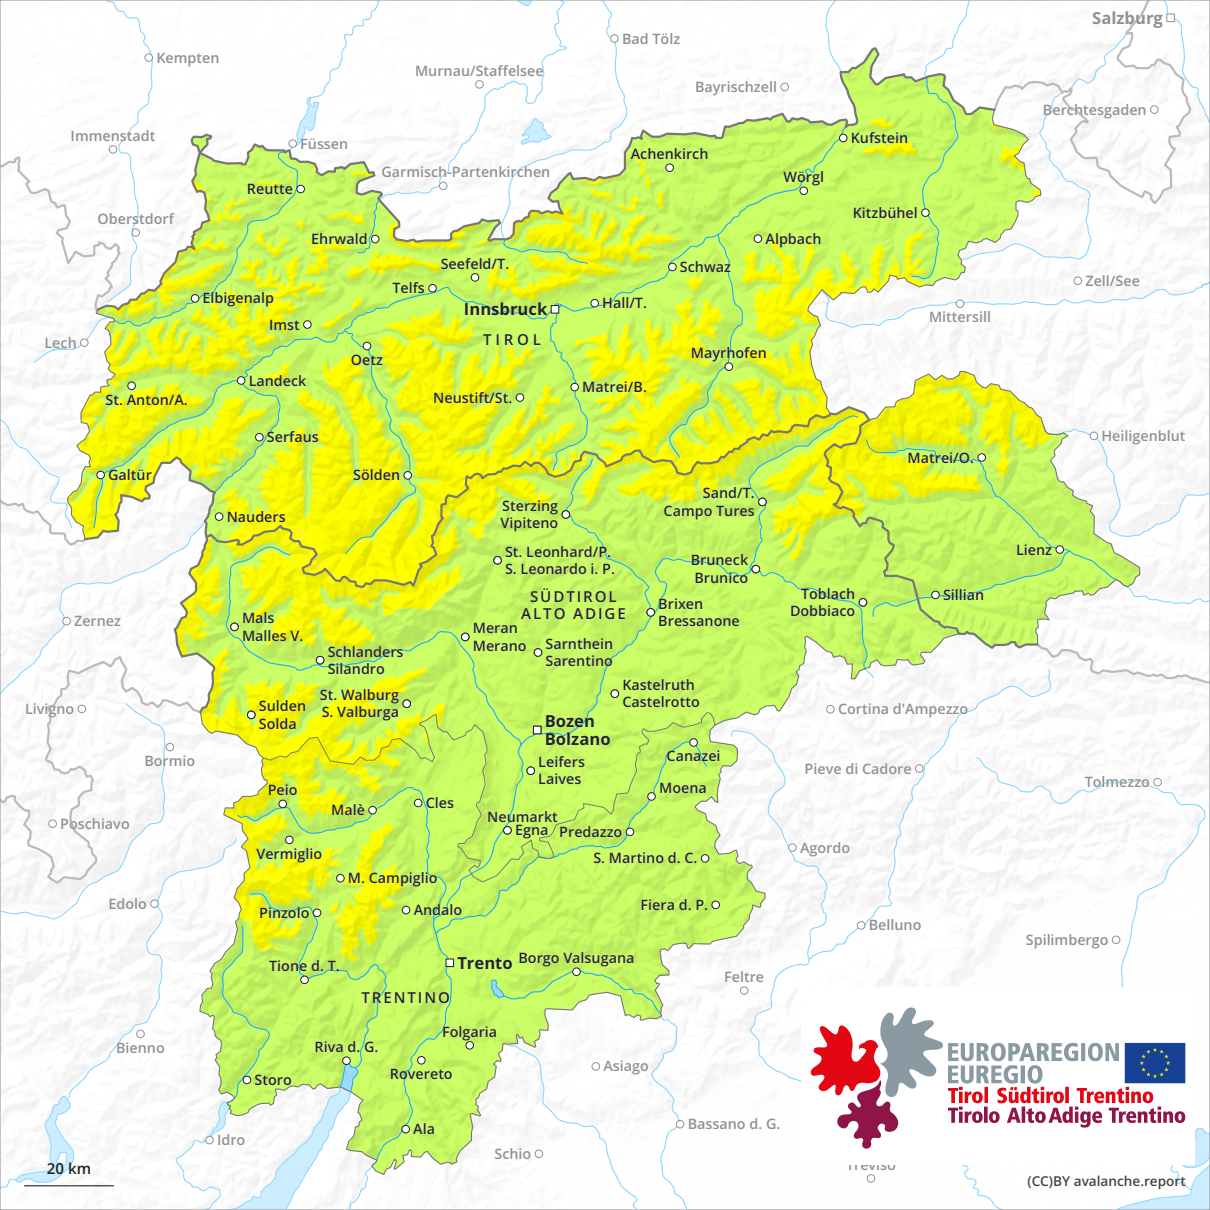 Salzburg
Bad Tölz
Kempten
Murnau/Staffelsee
Bayrischzell
Berchtesgaden
Immenstadt
Füssen
Kufstein
Achenkirch
Garmisch-Partenkirchen
Wörgl
Reutte
Oberstdorf
Kitzbühel
Ehrwald
Alpbach
Seefeld/T.
Schwaz
Zell/See
Telfs
Elbigenalp
Hall/T.
Innsbruck
Mittersill
Imst
TIROL
Lech
Oetz
Mayrhofen
Landeck
Matrei/B.
St. Anton/A.
Neustift/St.
Serfaus
Heiligenblut
Matrei/O.
Galtür
Sölden
Sand/T.
Campo Tures
Sterzing
Vipiteno
Nauders
Lienz
St. Leonhard/P.
S. Leonardo i. P.
Bruneck
Brunico
SÜDTIROL
ALTO ADIGE
Toblach
Dobbiaco
Sillian
Brixen
Bressanone
Zernez
Mals
Malles V.
Meran
Merano
Sarnthein
Sarentino
Schlanders
Silandro
Kastelruth
Castelrotto
St. Walburg
S. Valburga
Livigno
Sulden
Solda
Cortina d'Ampezzo
Bozen
Bolzano
Bormio
Canazei
Leifers
Laives
Pieve di Cadore
Tolmezzo
Peio
Moena
Malè
Cles
Poschiavo
Neumarkt
Egna
Predazzo
Vermiglio
Agordo
S. Martino d. C.
M. Campiglio
Edolo
Pinzolo
Andalo
Fiera d. P.
Belluno
Spilimbergo
Tione d. T.
Trento
Borgo Valsugana
Feltre
TRENTINO
Bienno
Folgaria
Riva d. G.
Rovereto
Asiago
Storo
EUROPAREGION
EUREGIO
Tirol Südtirol Trentino
Tirolo Alto Adige Trentino
Ala
Bassano d. G.
Idro
Schio
Treviso
20 km
(CC)BY avalanche.report